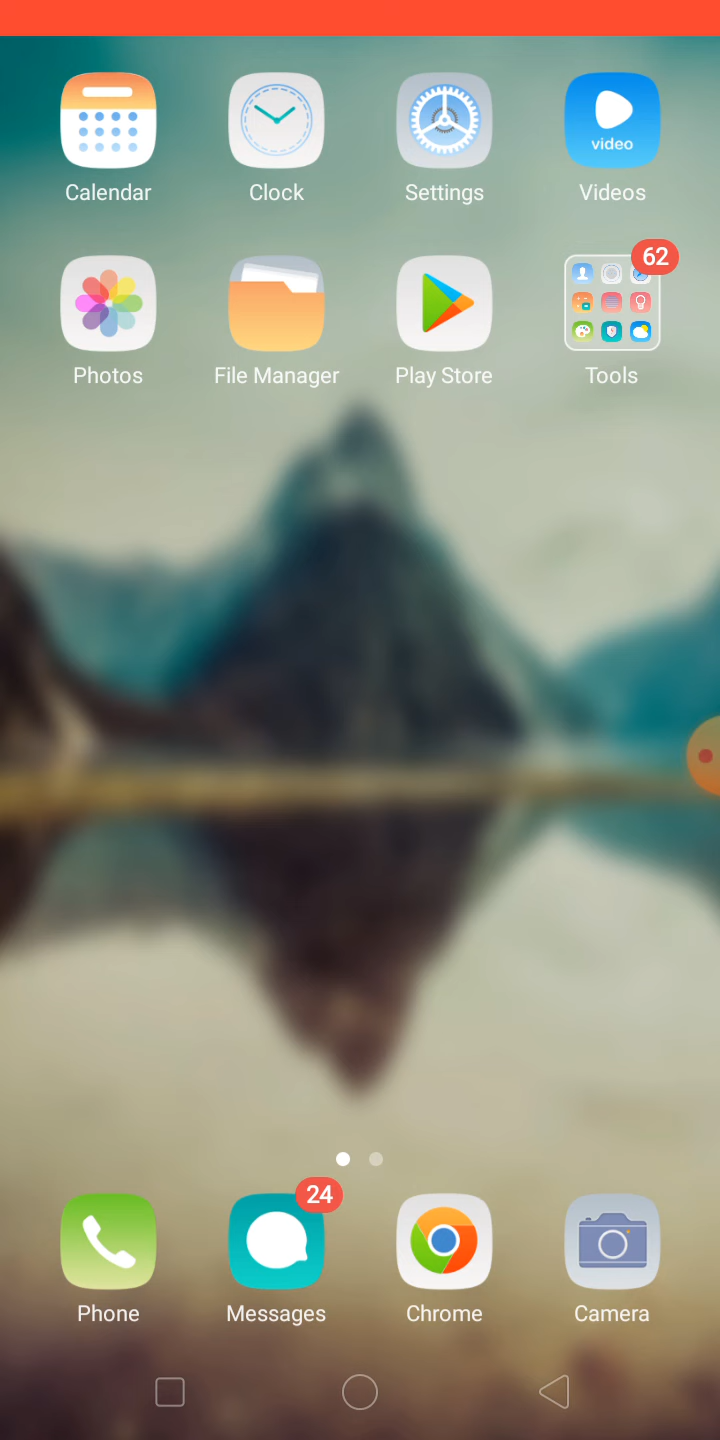 Calendar
Clock
Settings
video
Videos
62
Photos
File Manager
Play Store
Tools
24
Phone
Messages
Chrome
Camera